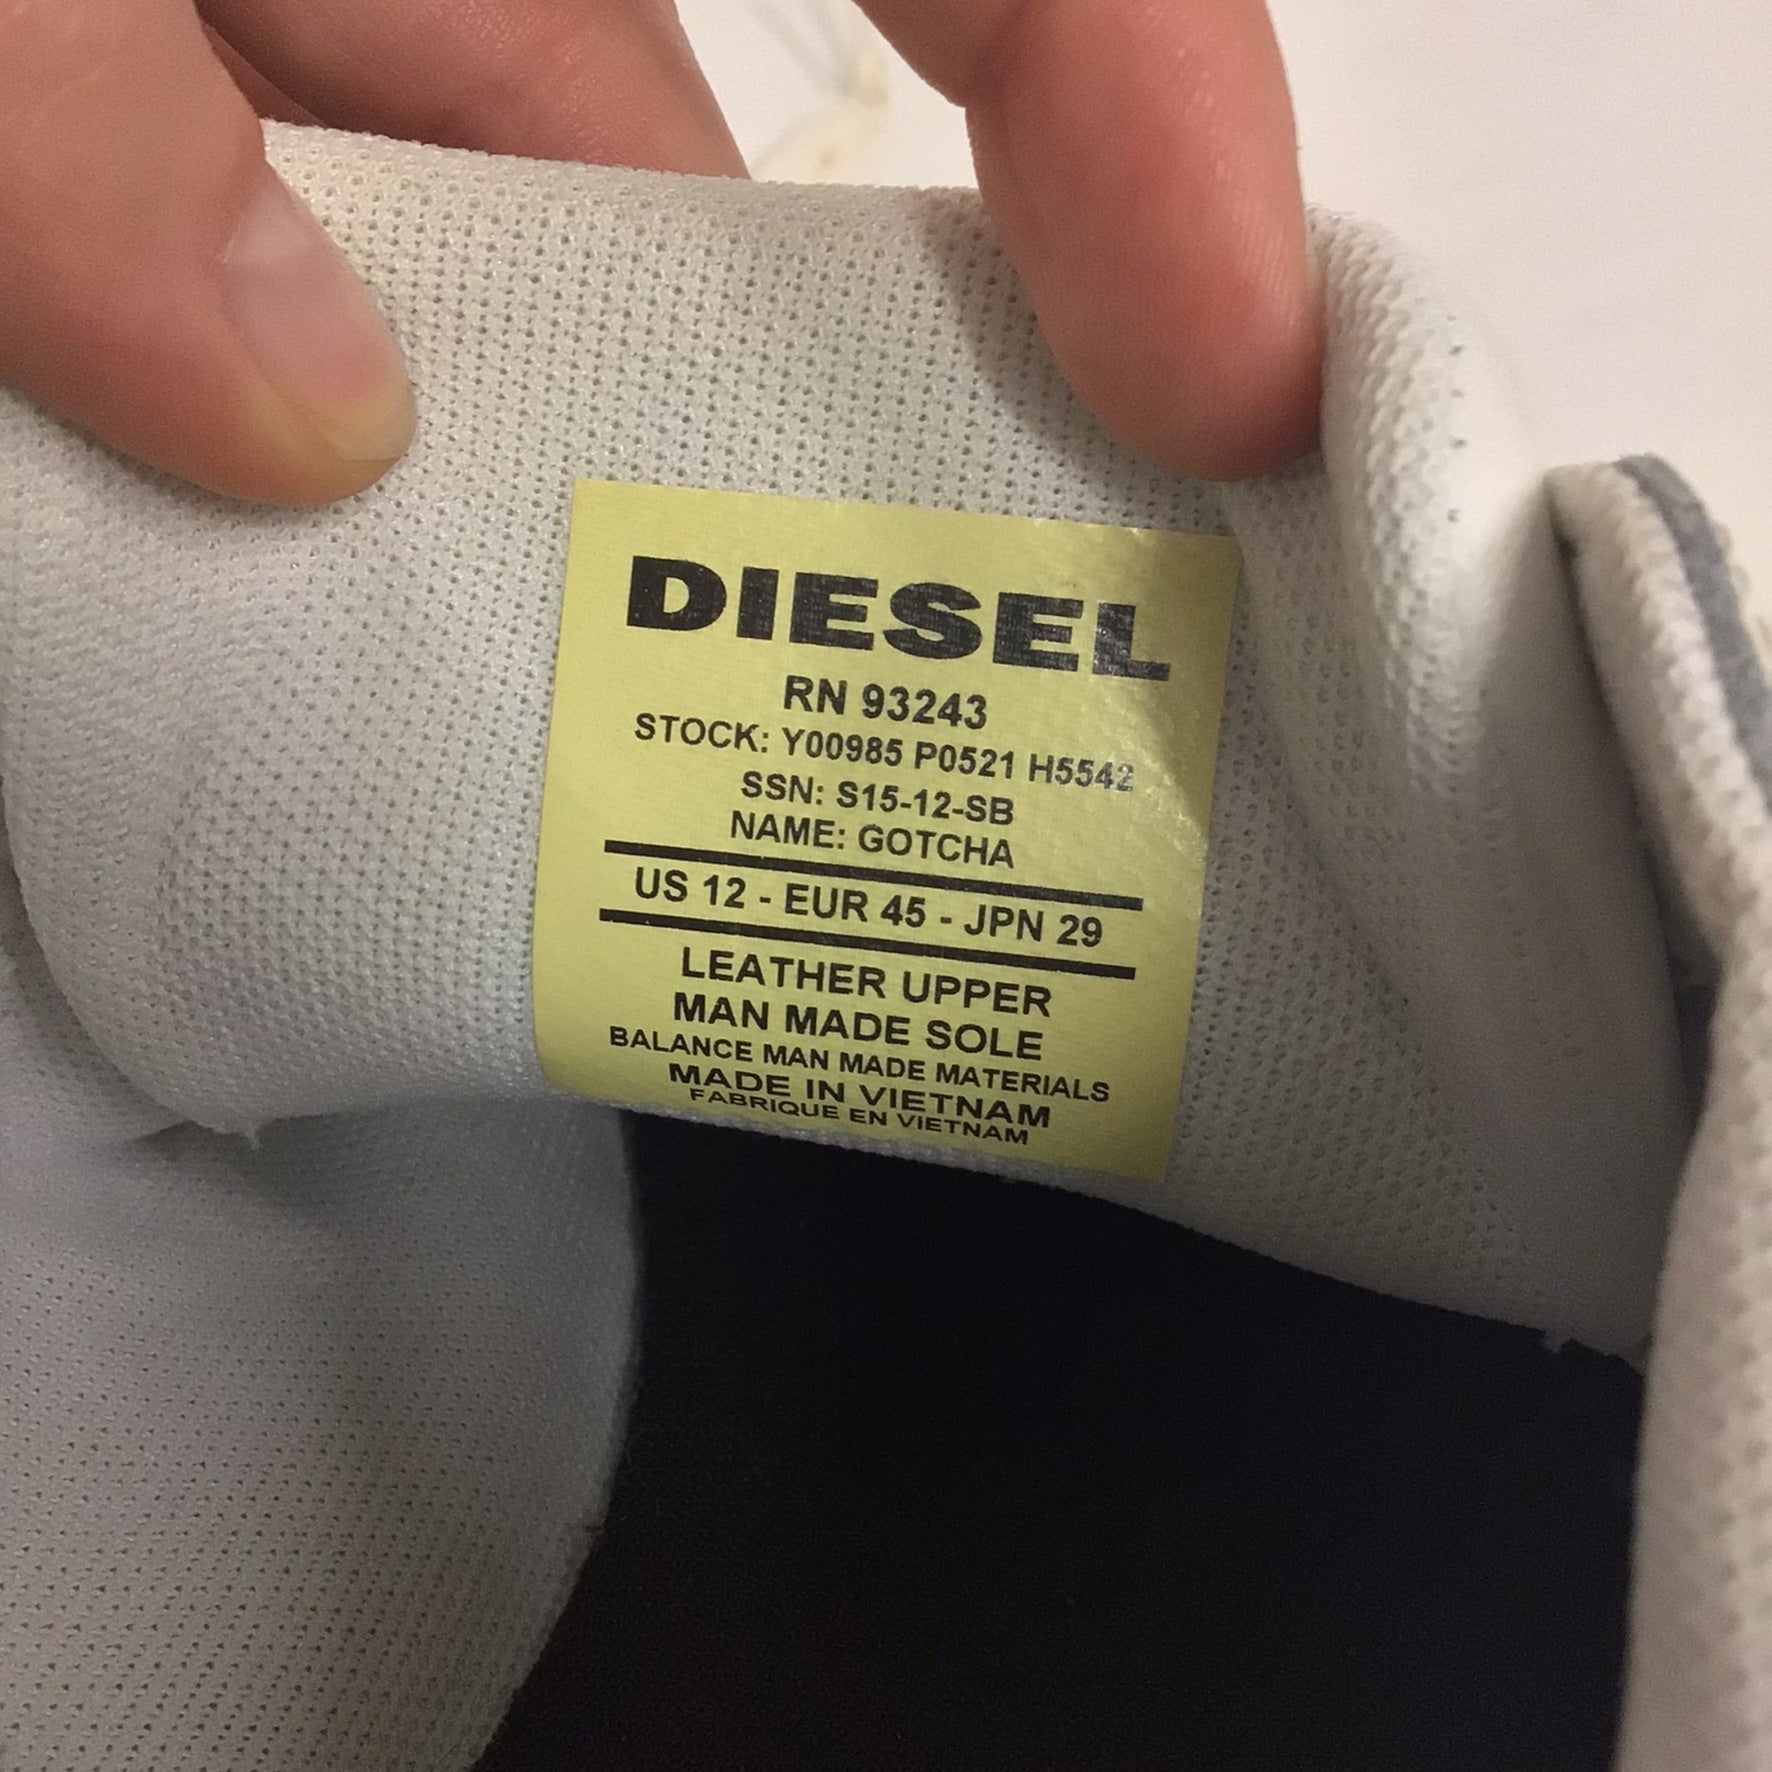 DIESEL
RN 93243
STOCK: Y00985 P0521 H5542
SSN: S15-12-SB
NAME: GOTCHA
US 12 - EUR 45 - JPN 29
LEATHER UPPER
MAN MADE SOLE
BALANCE MAN MADE MATERIALS
MADE IN VIETNAM
FABRIQUE EN VIETNAM